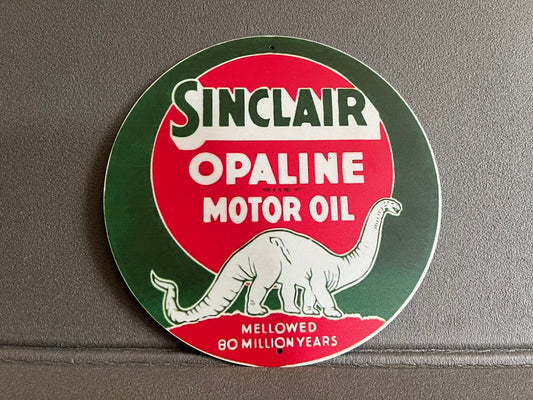 SINCLAIR
OPALINE
MOTOR OIL
MELLOWED
80 MILLION YEARS